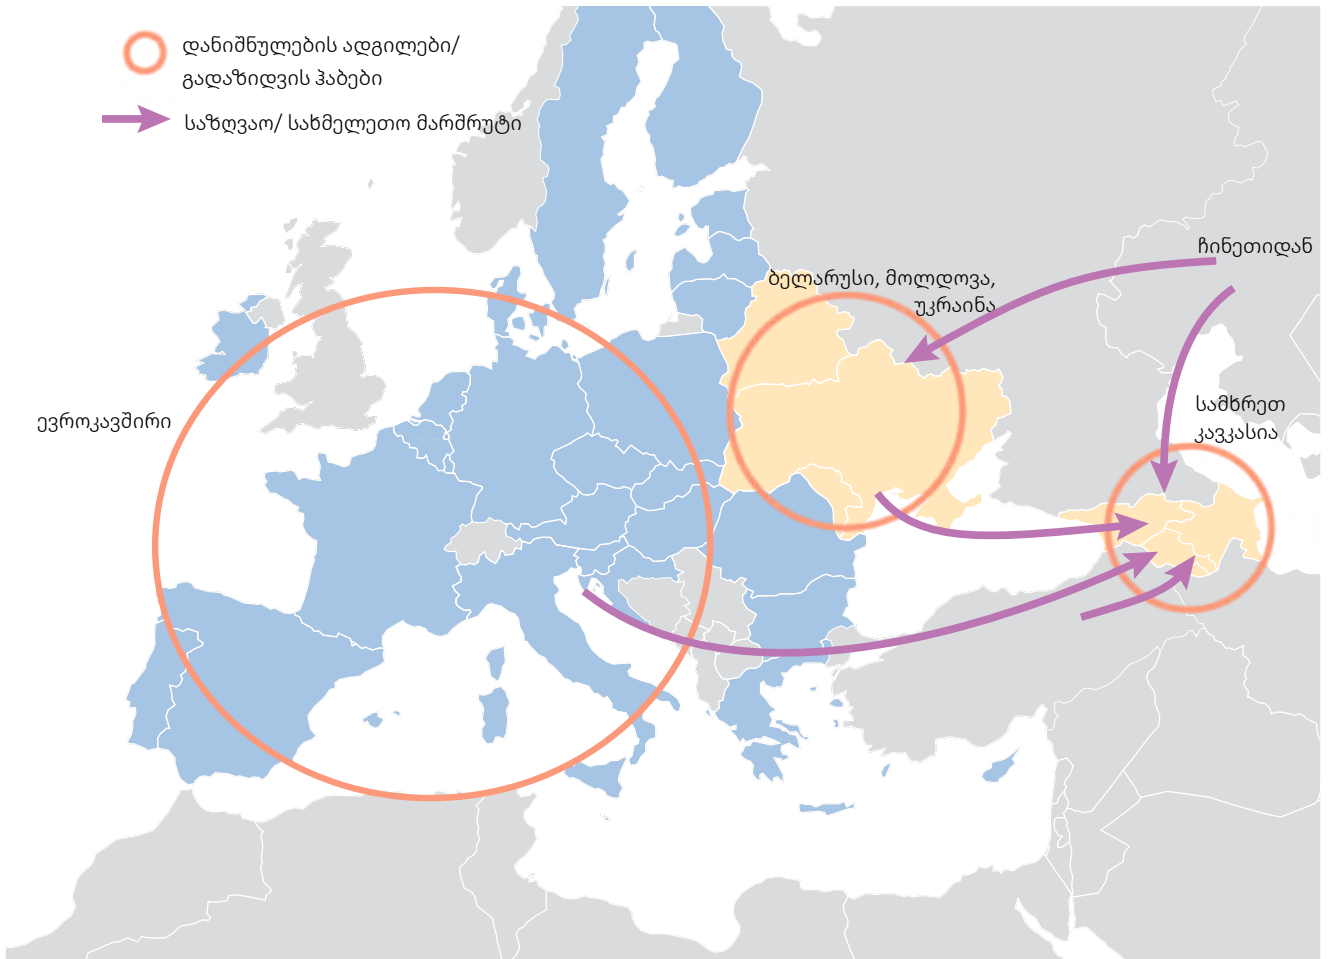 დანიშნულების ადგილები/
გადაზიდვის ჰაბები
საზღვაო/ სახმელეთო მარშრუტი
ჩინეთიდან
ბელარუსი, მოლდოვა,
უკრაინა
სამხრეთ
კავკასია
ევროკავშირი